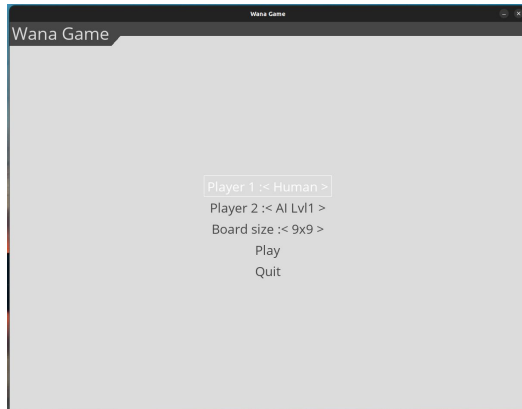 Wana Game
Wana Game
Player 1 :< Human >
Player 2 :< AI Lvl1 >
Board size :< 9x9 >
Play
Quit